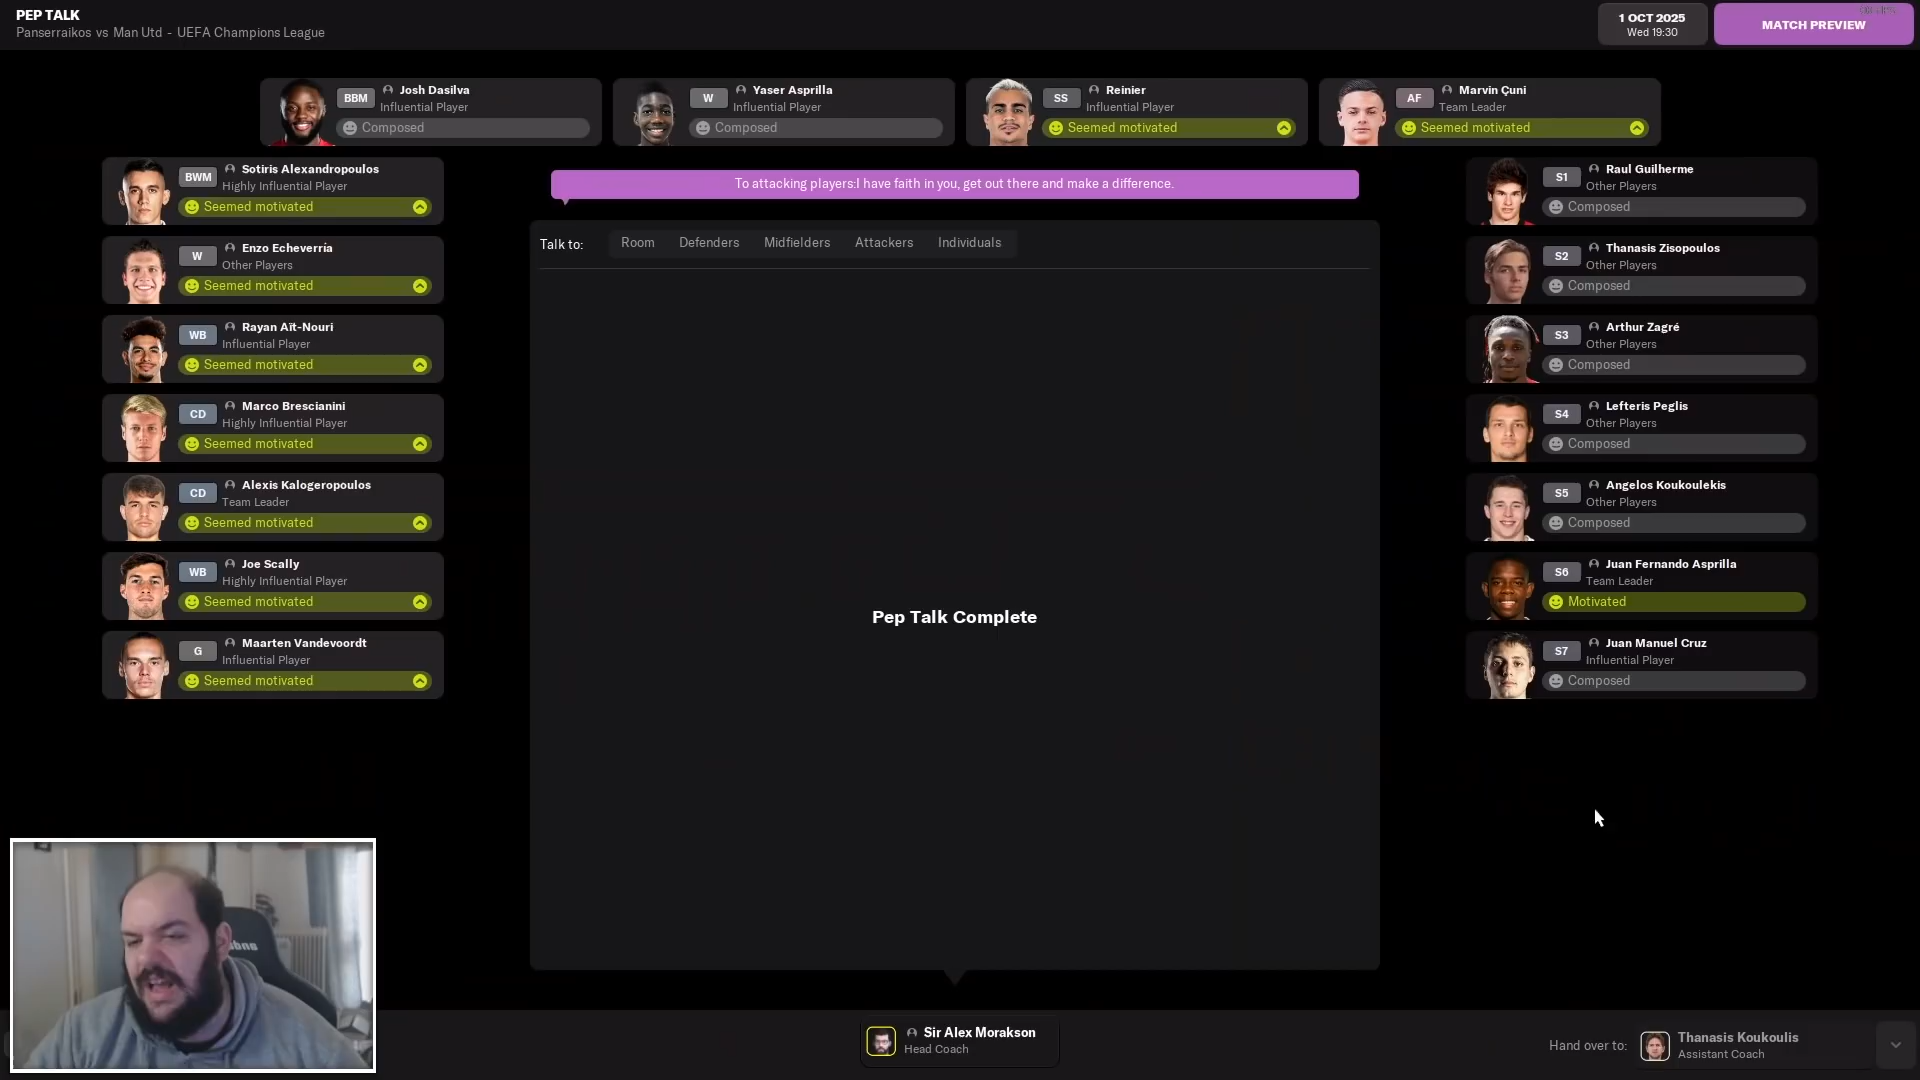 PEP TALK
Panserraikos vs Man Utd - UEFA Champions League
1 OCT 2025
Wed 19:30
MATCH PREVIEW
BBM Josh Dasilva
Influential Player
Composed
W Yaser Asprilla
Influential Player
Composed
SS Reinier
Influential Player
Seemed motivated
AF Marvin Çuni
Team Leader
Seemed motivated
BWM Sotiris Alexandropoulos
Highly Influential Player
Seemed motivated
W Enzo Echeverría
Other Players
Seemed motivated
WB Rayan Aït-Nouri
Influential Player
Seemed motivated
CD Marco Brescianini
Highly Influential Player
Seemed motivated
CD Alexis Kalogeropoulos
Team Leader
Seemed motivated
WB Joe Scally
Highly Influential Player
Seemed motivated
G Maarten Vandevoordt
Influential Player
Seemed motivated
To attacking players:I have faith in you, get out there and make a difference.
Talk to: Room Defenders Midfielders Attackers Individuals
Pep Talk Complete
S1 Raul Guilherme
Other Players
Composed
S2 Thanasis Zisopoulos
Other Players
Composed
S3 Arthur Zagré
Other Players
Composed
S4 Lefteris Peglis
Other Players
Composed
S5 Angelos Koukoulekis
Other Players
Composed
S6 Juan Fernando Asprilla
Team Leader
Motivated
S7 Juan Manuel Cruz
Influential Player
Composed
Sir Alex Morakson
Head Coach
Hand over to: Thanasis Koukoulis
Assistant Coach